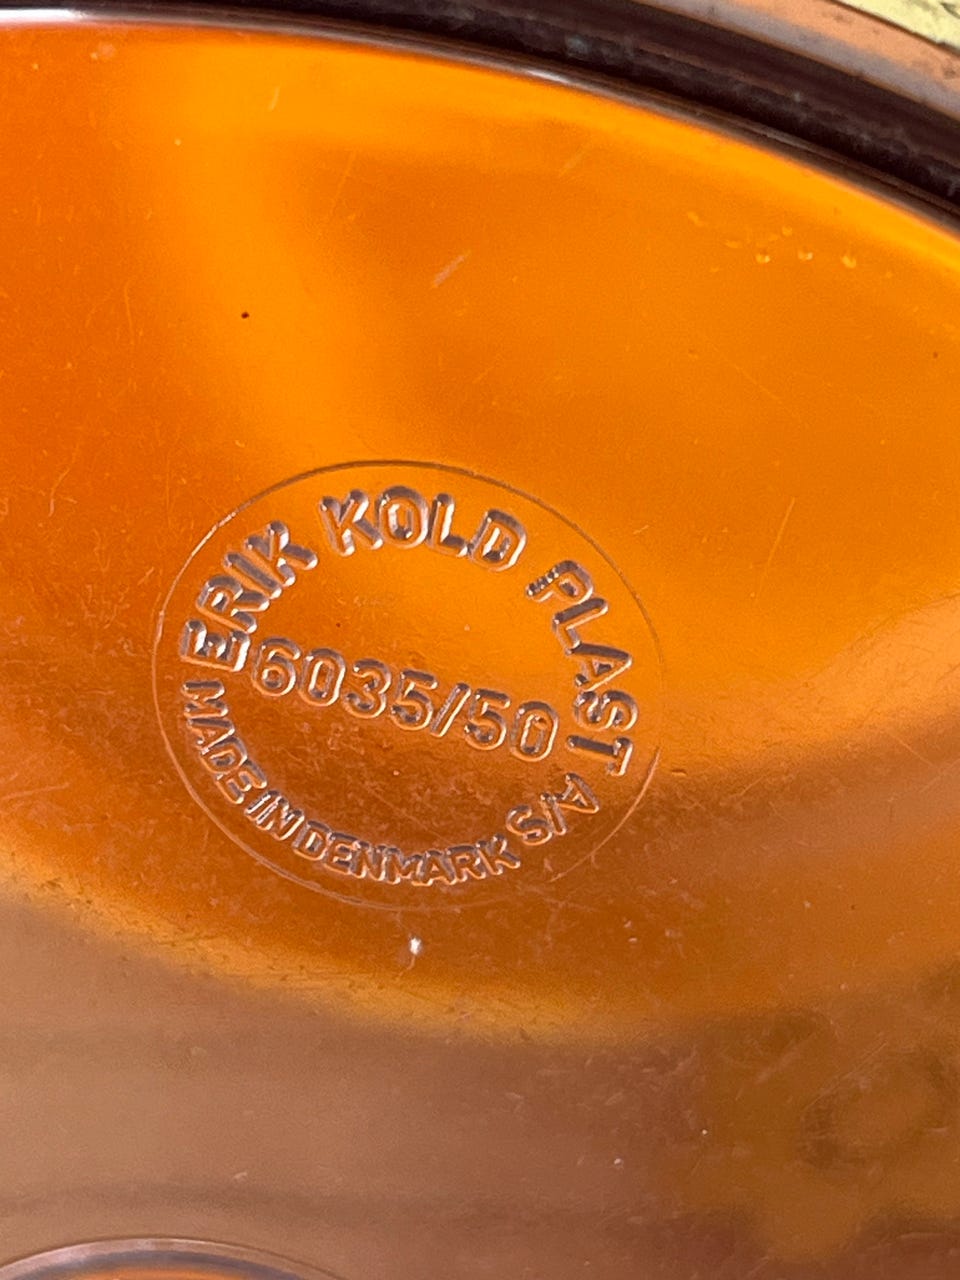 ERIK KOLD PLAST A/S
6035/50
MADE IN DENMARK